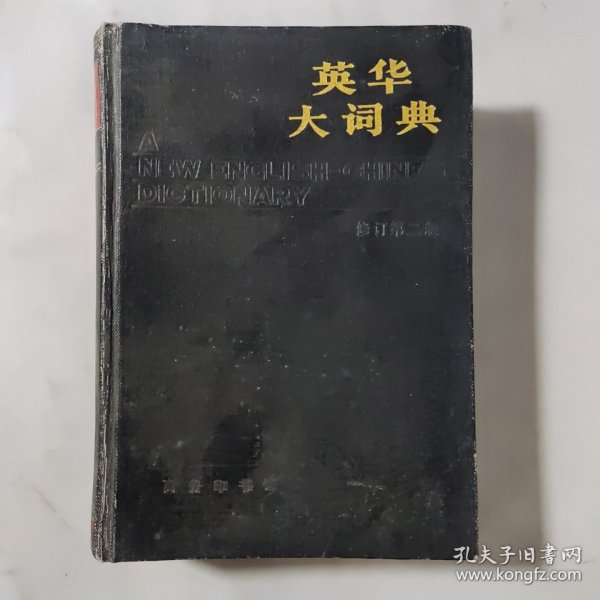 英华
大词典
A
NEW ENGLISH-CHINESE
DICTIONARY
修订第二版
商务印书馆
孔夫子旧书网
www.kongfz.com